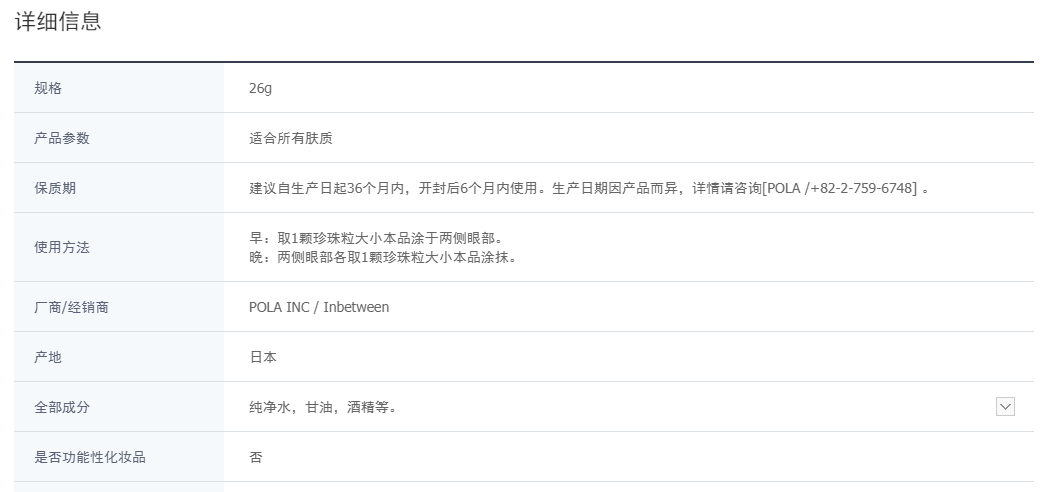 详细信息
规格
26g
产品参数
适合所有肤质
保质期
建议自生产日起36个月内，开封后6个月内使用。生产日期因产品而异，详情请咨询[POLA /+82-2-759-6748] 。
使用方法
早：取1颗珍珠粒大小本品涂于两侧眼部。
晚：两侧眼部各取1颗珍珠粒大小本品涂抹。
厂商/经销商
POLA INC / Inbetween
产地
日本
全部成分
纯净水，甘油，酒精等。
是否功能性化妆品
否